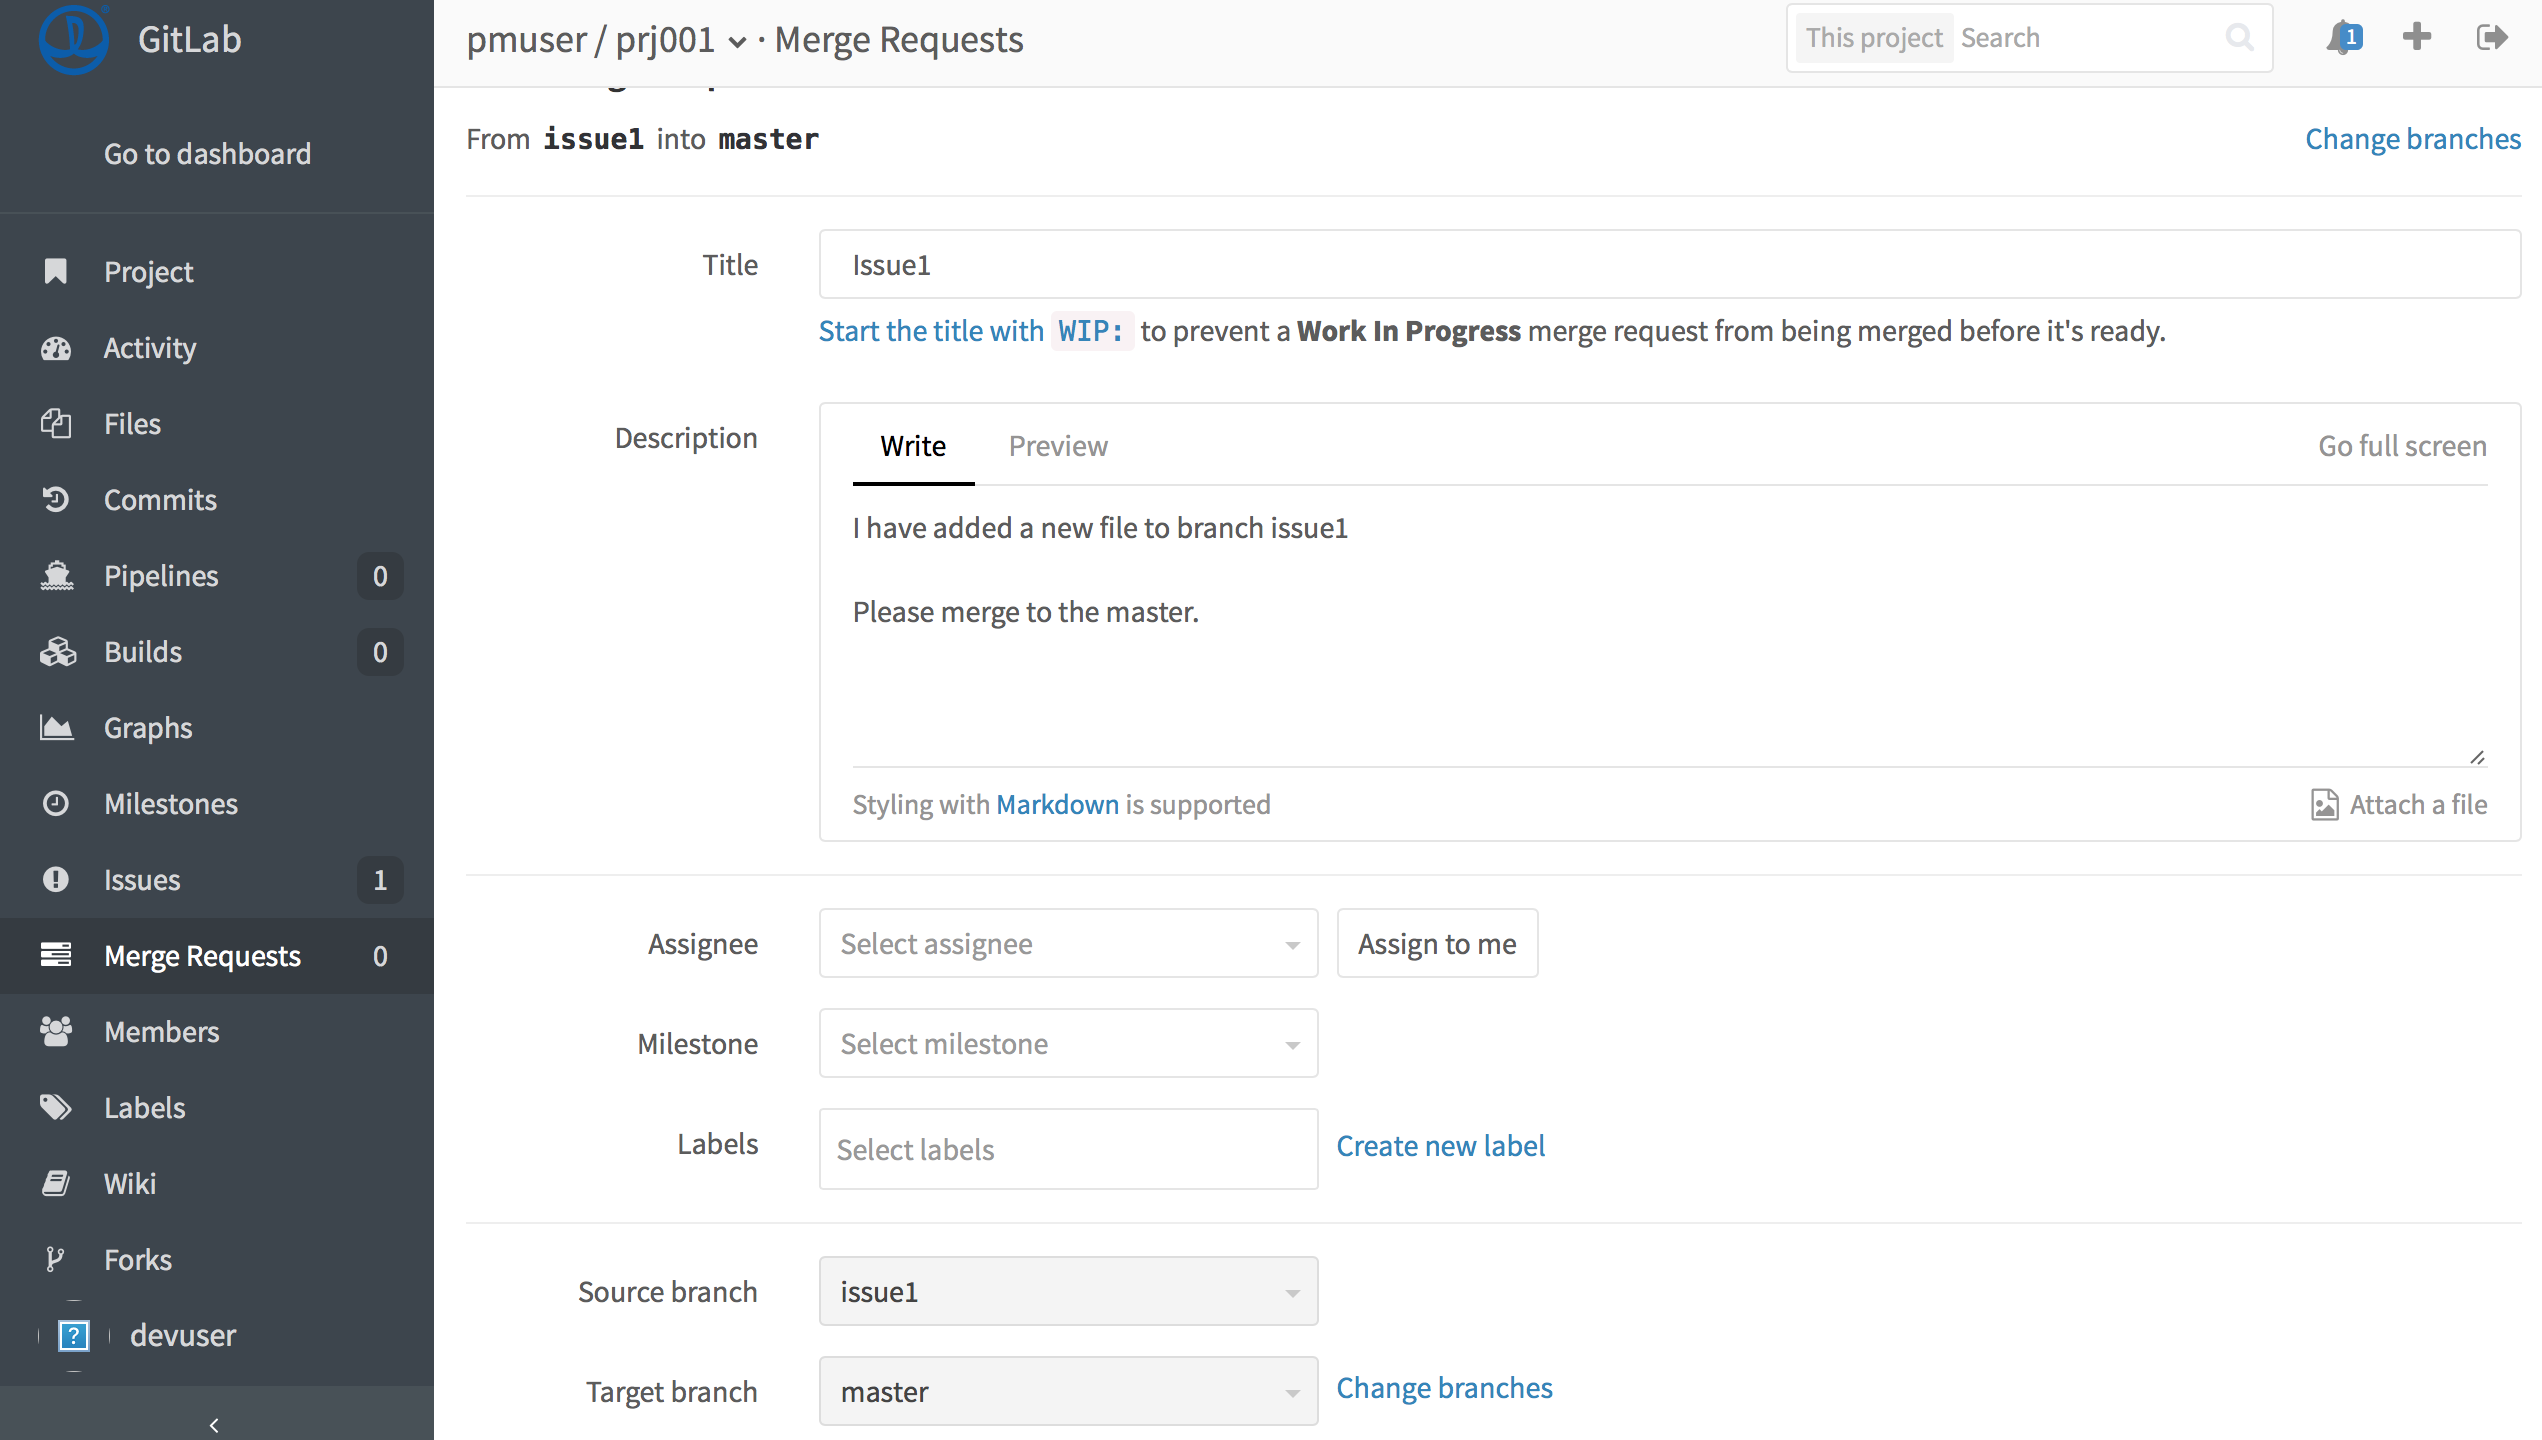 GitLab
pmuser / prj001 · Merge Requests
This project Search
1
Go to dashboard
Project
Activity
Files
Commits
Pipelines 0
Builds 0
Graphs
Milestones
Issues 1
Merge Requests 0
Members
Labels
Wiki
Forks
devuser
From issue1 into master
Change branches
Title
Issue1
Start the title with WIP: to prevent a Work In Progress merge request from being merged before it's ready.
Description
Write Preview Go full screen
I have added a new file to branch issue1
Please merge to the master.
Styling with Markdown is supported
Attach a file
Assignee
Select assignee
Assign to me
Milestone
Select milestone
Labels
Select labels
Create new label
Source branch
issue1
Target branch
master
Change branches